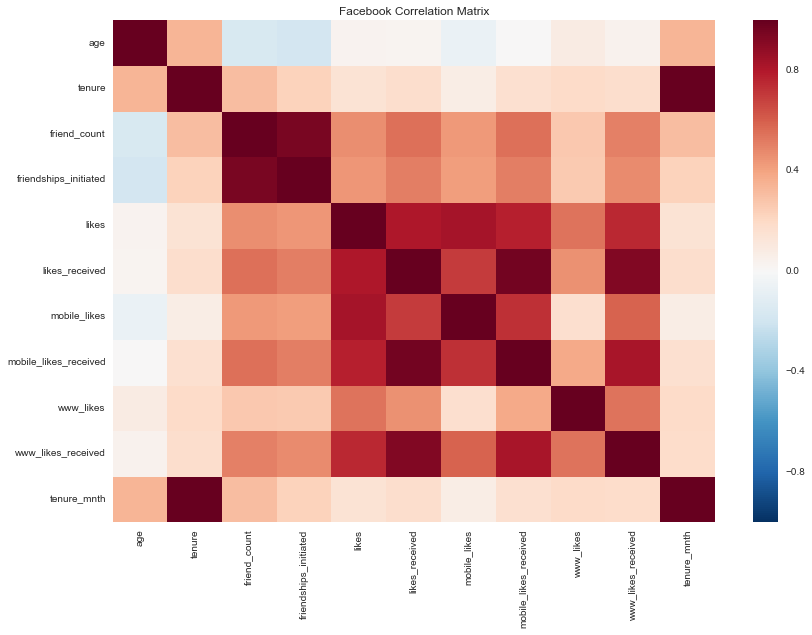 Facebook Correlation Matrix
age
tenure
friend_count
friendships_initiated
likes
likes_received
mobile_likes
mobile_likes_received
www_likes
www_likes_received
tenure_mnth
age
tenure
friend_count
friendships_initiated
likes
likes_received
mobile_likes
mobile_likes_received
www_likes
www_likes_received
tenure_mnth
0.8
0.4
0.0
−0.4
−0.8